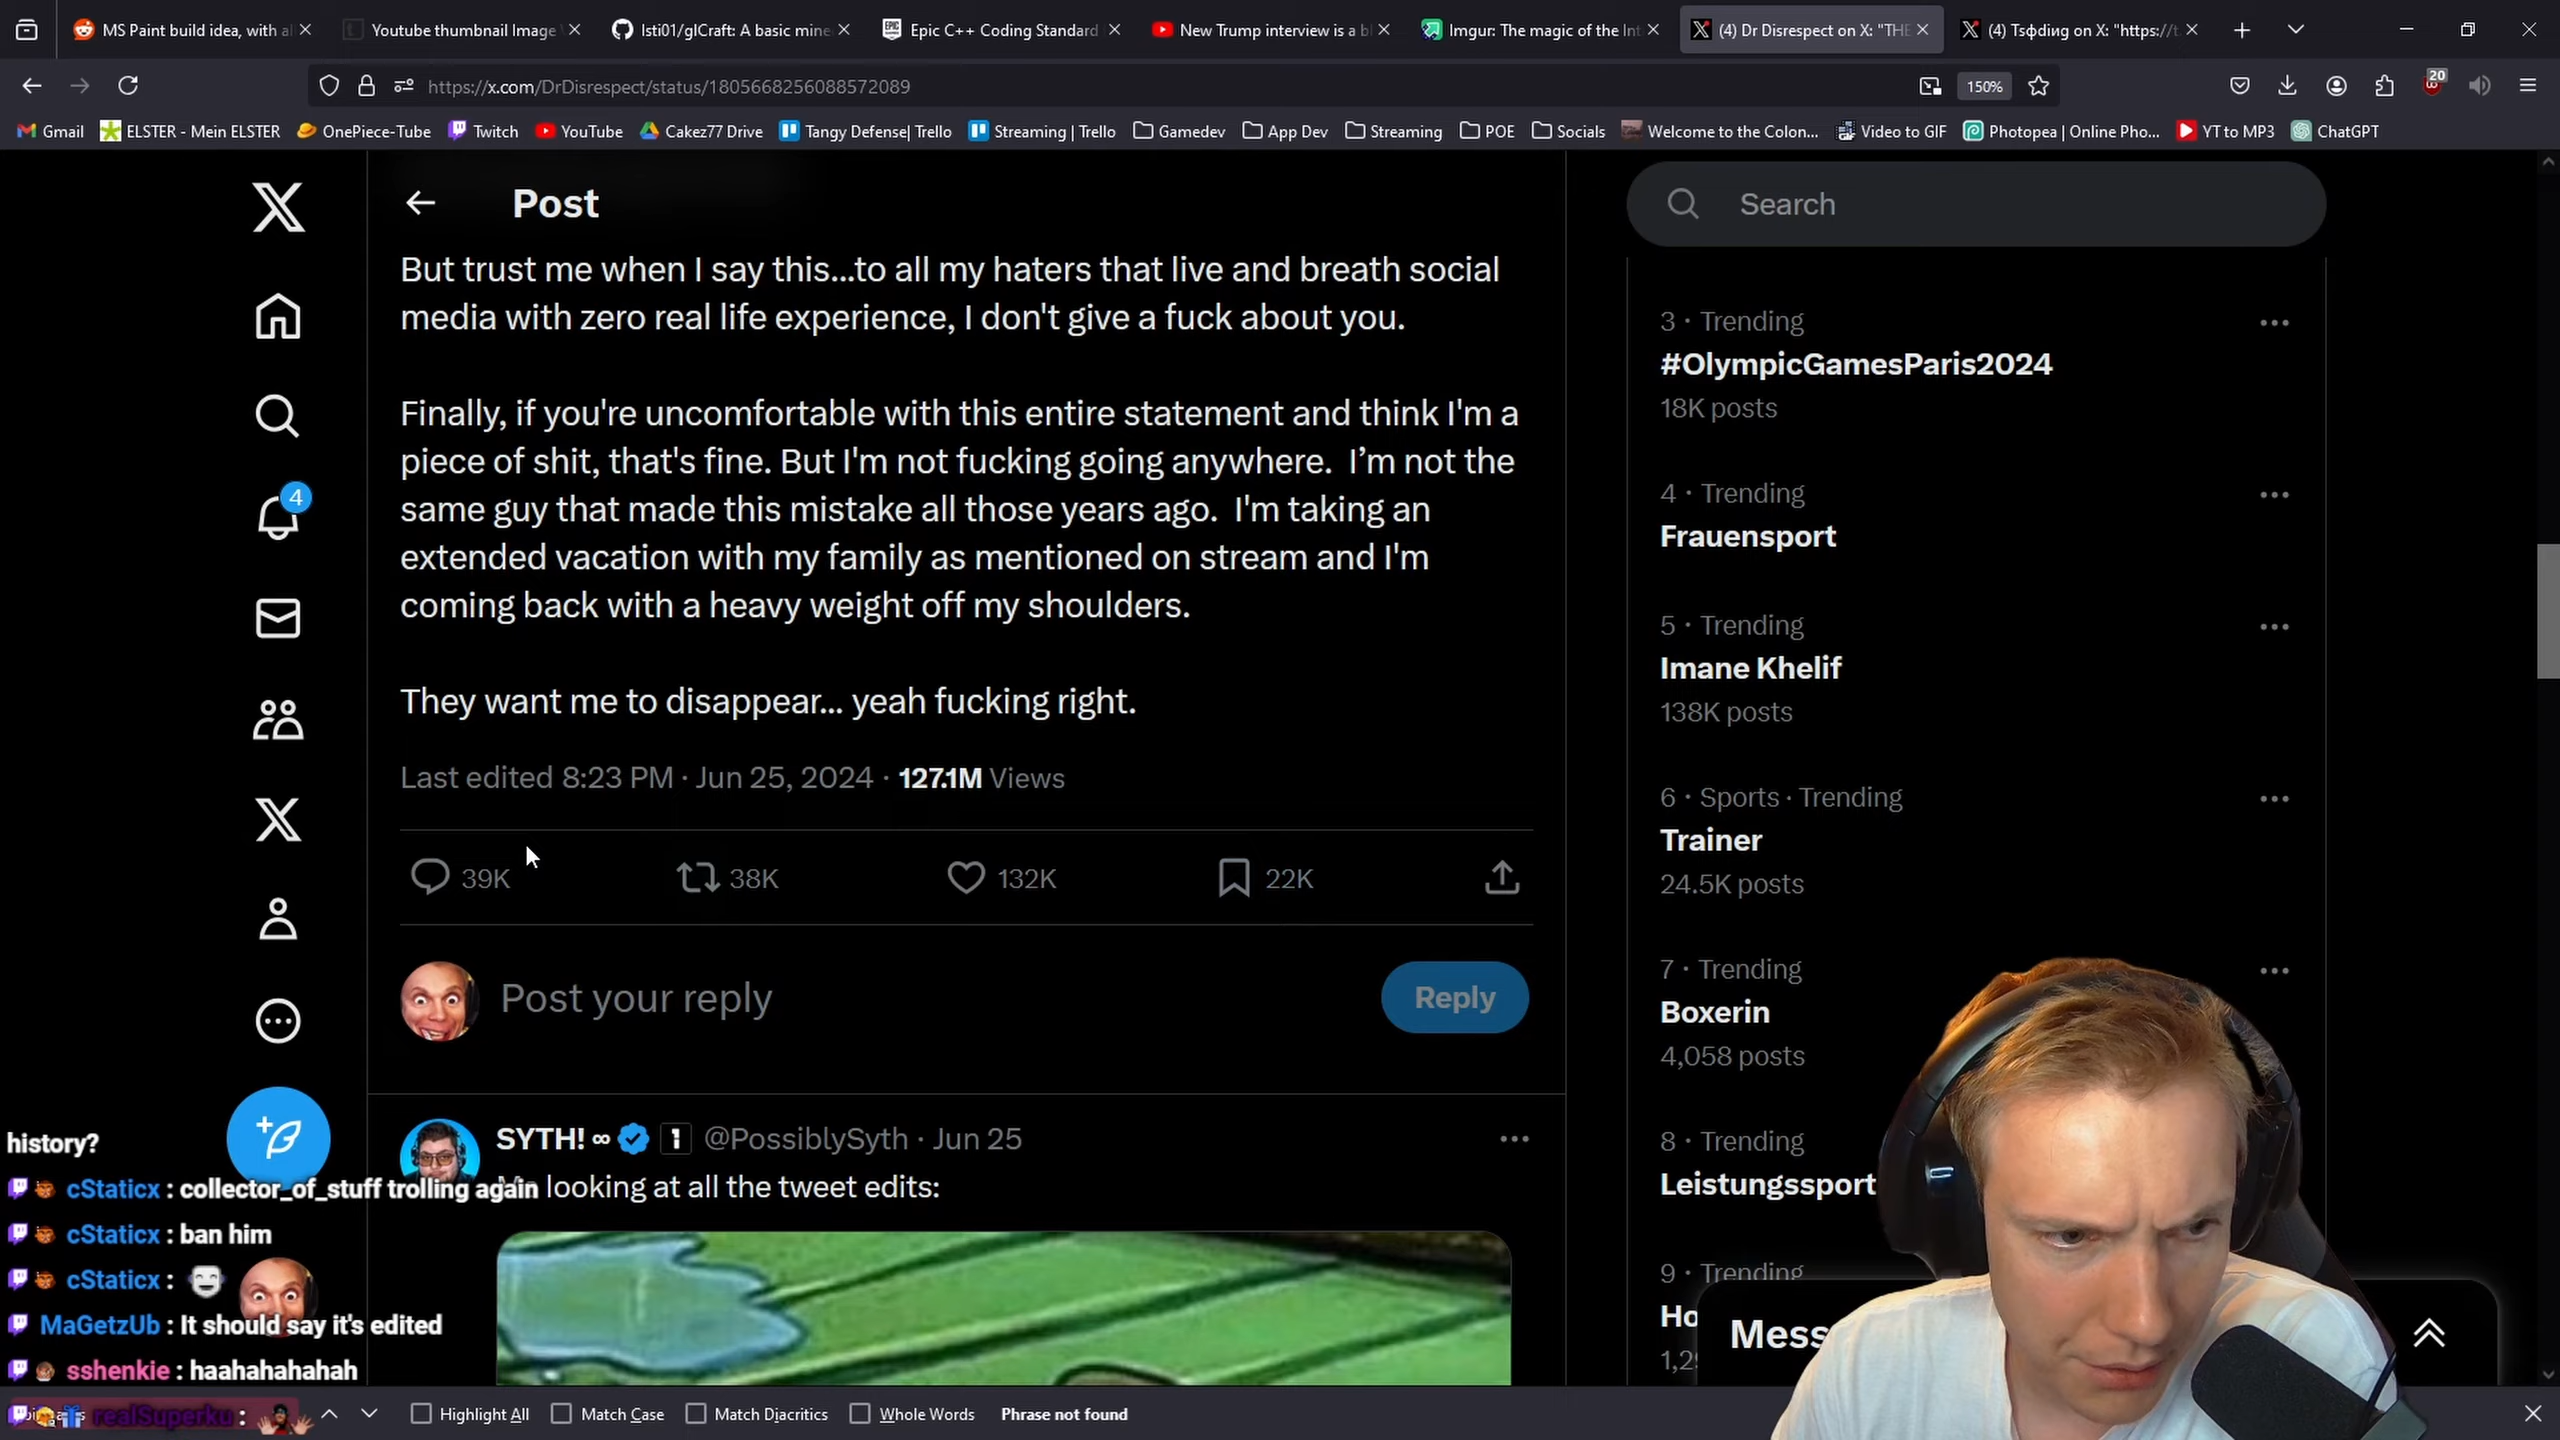 MS Paint build idea, with al
Youtube thumbnail Image
lsti01/glCraft: A basic mine
Epic C++ Coding Standard
New Trump interview is a bl
Imgur: The magic of the Int
(4) Dr Disrespect on X: "THE
(4) Tsфdiиg on X: "https://t.
https://x.com/DrDisrespect/status/1805668256088572089
150%
20
Gmail
ELSTER - Mein ELSTER
OnePiece-Tube
Twitch
YouTube
Cakez77 Drive
Tangy Defense| Trello
Streaming | Trello
Gamedev
App Dev
Streaming
POE
Socials
Welcome to the Colon...
Video to GIF
Photopea | Online Pho...
YT to MP3
ChatGPT
Post
But trust me when I say this...to all my haters that live and breath social
media with zero real life experience, I don't give a fuck about you.
Finally, if you're uncomfortable with this entire statement and think I'm a
piece of shit, that's fine. But I'm not fucking going anywhere.  I’m not the
same guy that made this mistake all those years ago.  I'm taking an
extended vacation with my family as mentioned on stream and I'm
coming back with a heavy weight off my shoulders.
They want me to disappear... yeah fucking right.
Last edited 8:23 PM · Jun 25, 2024 · 127.1M Views
39K
38K
132K
22K
Post your reply
Reply
SYTH! ∞ 1 @PossiblySyth · Jun 25
looking at all the tweet edits:
4
Search
3 · Trending
#OlympicGamesParis2024
18K posts
4 · Trending
Frauensport
5 · Trending
Imane Khelif
138K posts
6 · Sports · Trending
Trainer
24.5K posts
7 · Trending
Boxerin
4,058 posts
8 · Trending
Leistungssport
9 · Trending
Ho
Mess
history?
cStaticx : collector_of_stuff trolling again
cStaticx : ban him
cStaticx :
MaGetzUb : It should say it's edited
sshenkie : haahahahahah
realSuperku :
Highlight All
Match Case
Match Diacritics
Whole Words
Phrase not found